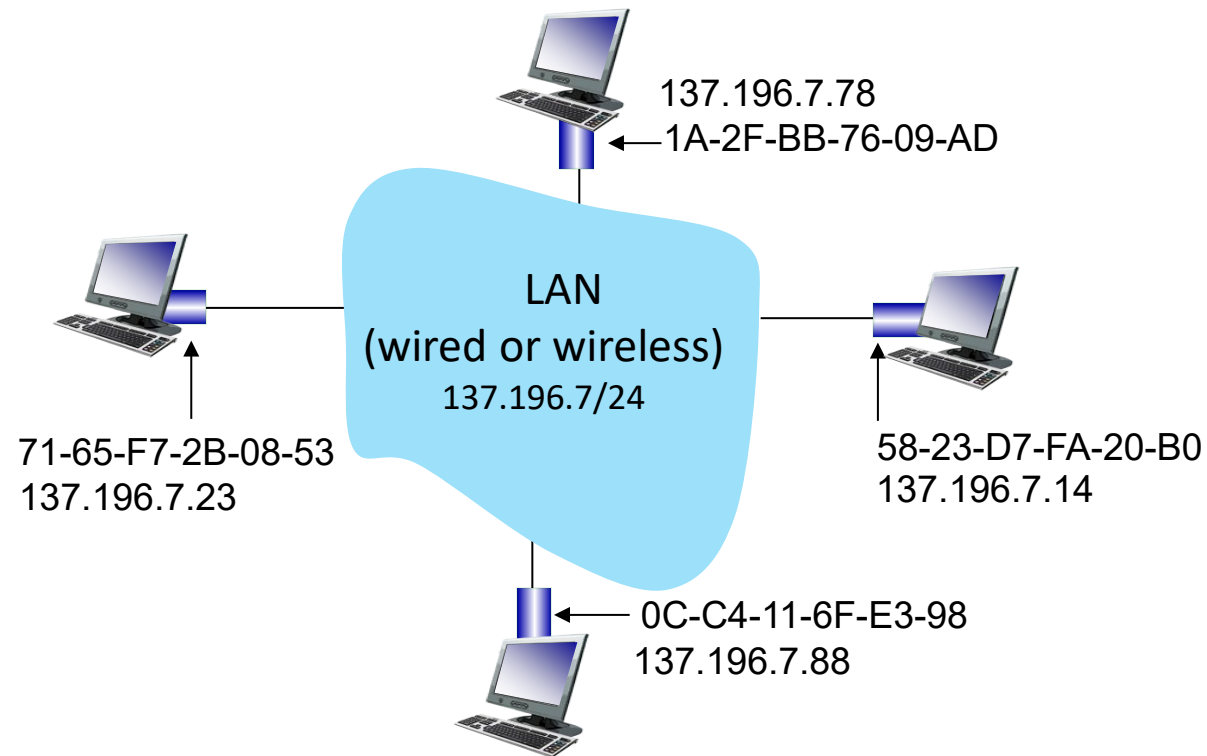 137.196.7.78
1A-2F-BB-76-09-AD
LAN
(wired or wireless)
137.196.7/24
71-65-F7-2B-08-53
137.196.7.23
58-23-D7-FA-20-B0
137.196.7.14
0C-C4-11-6F-E3-98
137.196.7.88